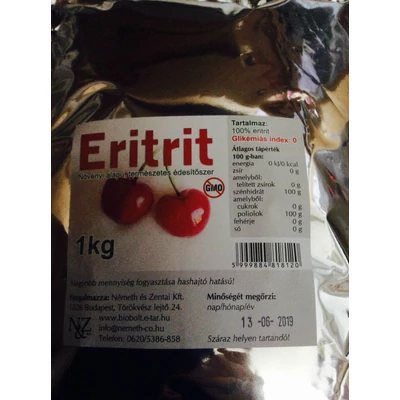 Eritrit
Növényi alapú, természetes édesítőszer
GMO
1kg
Tartalmaz:
100% eritrit
Glikémiás index: 0
Átlagos tápérték
100 g-ban:
energia 0 kJ/0 kcal
zsír 0 g
amelyből:
telített zsírok 0 g
szénhidrát 100 g
amelyből:
cukrok 0 g
poliolok 100 g
fehérje 0 g
só 0 g
5 999884 818120
Nagyobb mennyiség fogyasztása hashajtó hatású!
Forgalmazza: Németh és Zentai Kft.
1028 Budapest, Törökvész lejtő 24.
www.biobolt.e-tar.hu
info@nemeth-co.hu
Telefon: 0620/5386-858
N&Z
Minőségét megőrzi:
nap/hónap/év
13 -06- 2019
Száraz helyen tartandó!